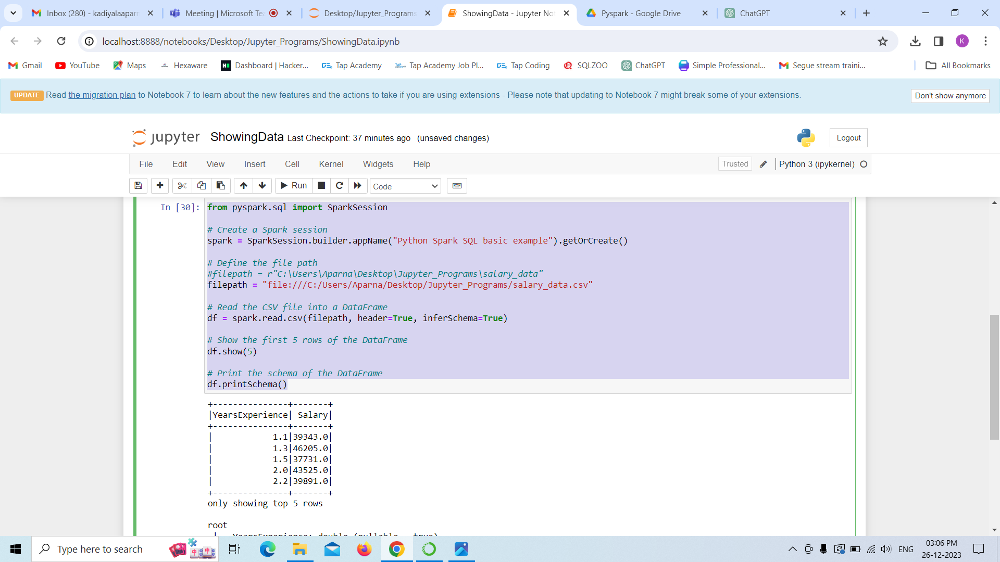 Inbox (280) - kadiyalaaparn
Meeting | Microsoft Te
Desktop/Jupyter_Programs
ShowingData - Jupyter Not
Pyspark - Google Drive
ChatGPT
localhost:8888/notebooks/Desktop/Jupyter_Programs/ShowingData.ipynb
K
Gmail
YouTube
Maps
Hexaware
Dashboard | Hacker...
Tap Academy
Tap Academy Job Pl...
Tap Coding
SQLZOO
ChatGPT
Simple Professional...
Segue stream traini...
All Bookmarks
UPDATE Read the migration plan to Notebook 7 to learn about the new features and the actions to take if you are using extensions - Please note that updating to Notebook 7 might break some of your extensions.
Don't show anymore
jupyter ShowingData Last Checkpoint: 37 minutes ago (unsaved changes)
Logout
File Edit View Insert Cell Kernel Widgets Help
Trusted
Python 3 (ipykernel)
Run
Code
In [30]: from pyspark.sql import SparkSession
# Create a Spark session
spark = SparkSession.builder.appName("Python Spark SQL basic example").getOrCreate()
# Define the file path
#filepath = r"C:\Users\Aparna\Desktop\Jupyter_Programs\salary_data"
filepath = "file:///C:/Users/Aparna/Desktop/Jupyter_Programs/salary_data.csv"
# Read the CSV file into a DataFrame
df = spark.read.csv(filepath, header=True, inferSchema=True)
# Show the first 5 rows of the DataFrame
df.show(5)
# Print the schema of the DataFrame
df.printSchema()
+---------------+-------+
|YearsExperience| Salary|
+---------------+-------+
|            1.1|39343.0|
|            1.3|46205.0|
|            1.5|37731.0|
|            2.0|43525.0|
|            2.2|39891.0|
+---------------+-------+
only showing top 5 rows
root
|-- YearsExperience: double (nullable = true)
Type here to search
ENG
03:06 PM
26-12-2023